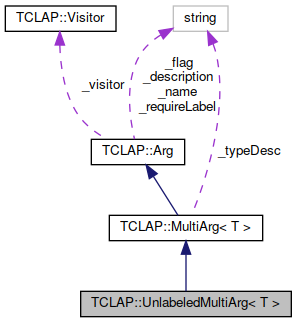 TCLAP::Visitor
string
_flag
_description
_visitor
_name
_requireLabel
TCLAP::Arg
_typeDesc
TCLAP::MultiArg< T >
TCLAP::UnlabeledMultiArg< T >